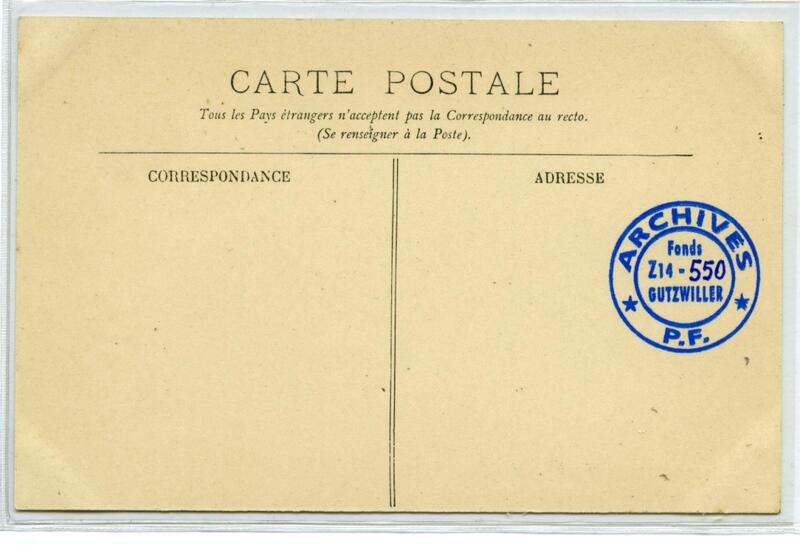 CARTE POSTALE
Tous les Pays étrangers n'acceptent pas la Correspondance au recto.
(Se renseigner à la Poste).
CORRESPONDANCE
ADRESSE
ARCHIVES
Fonds
Z14 - 550
GUTZWILLER
P.F.